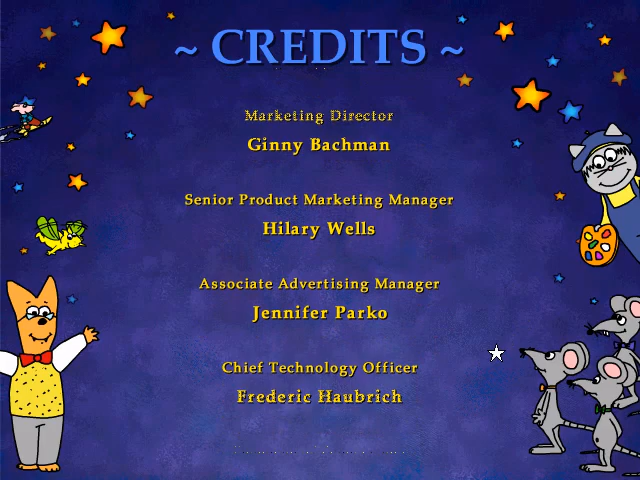 ~ CREDITS ~
Marketing Director
Ginny Bachman
Senior Product Marketing Manager
Hilary Wells
Associate Advertising Manager
Jennifer Parko
Chief Technology Officer
Frederic Haubrich